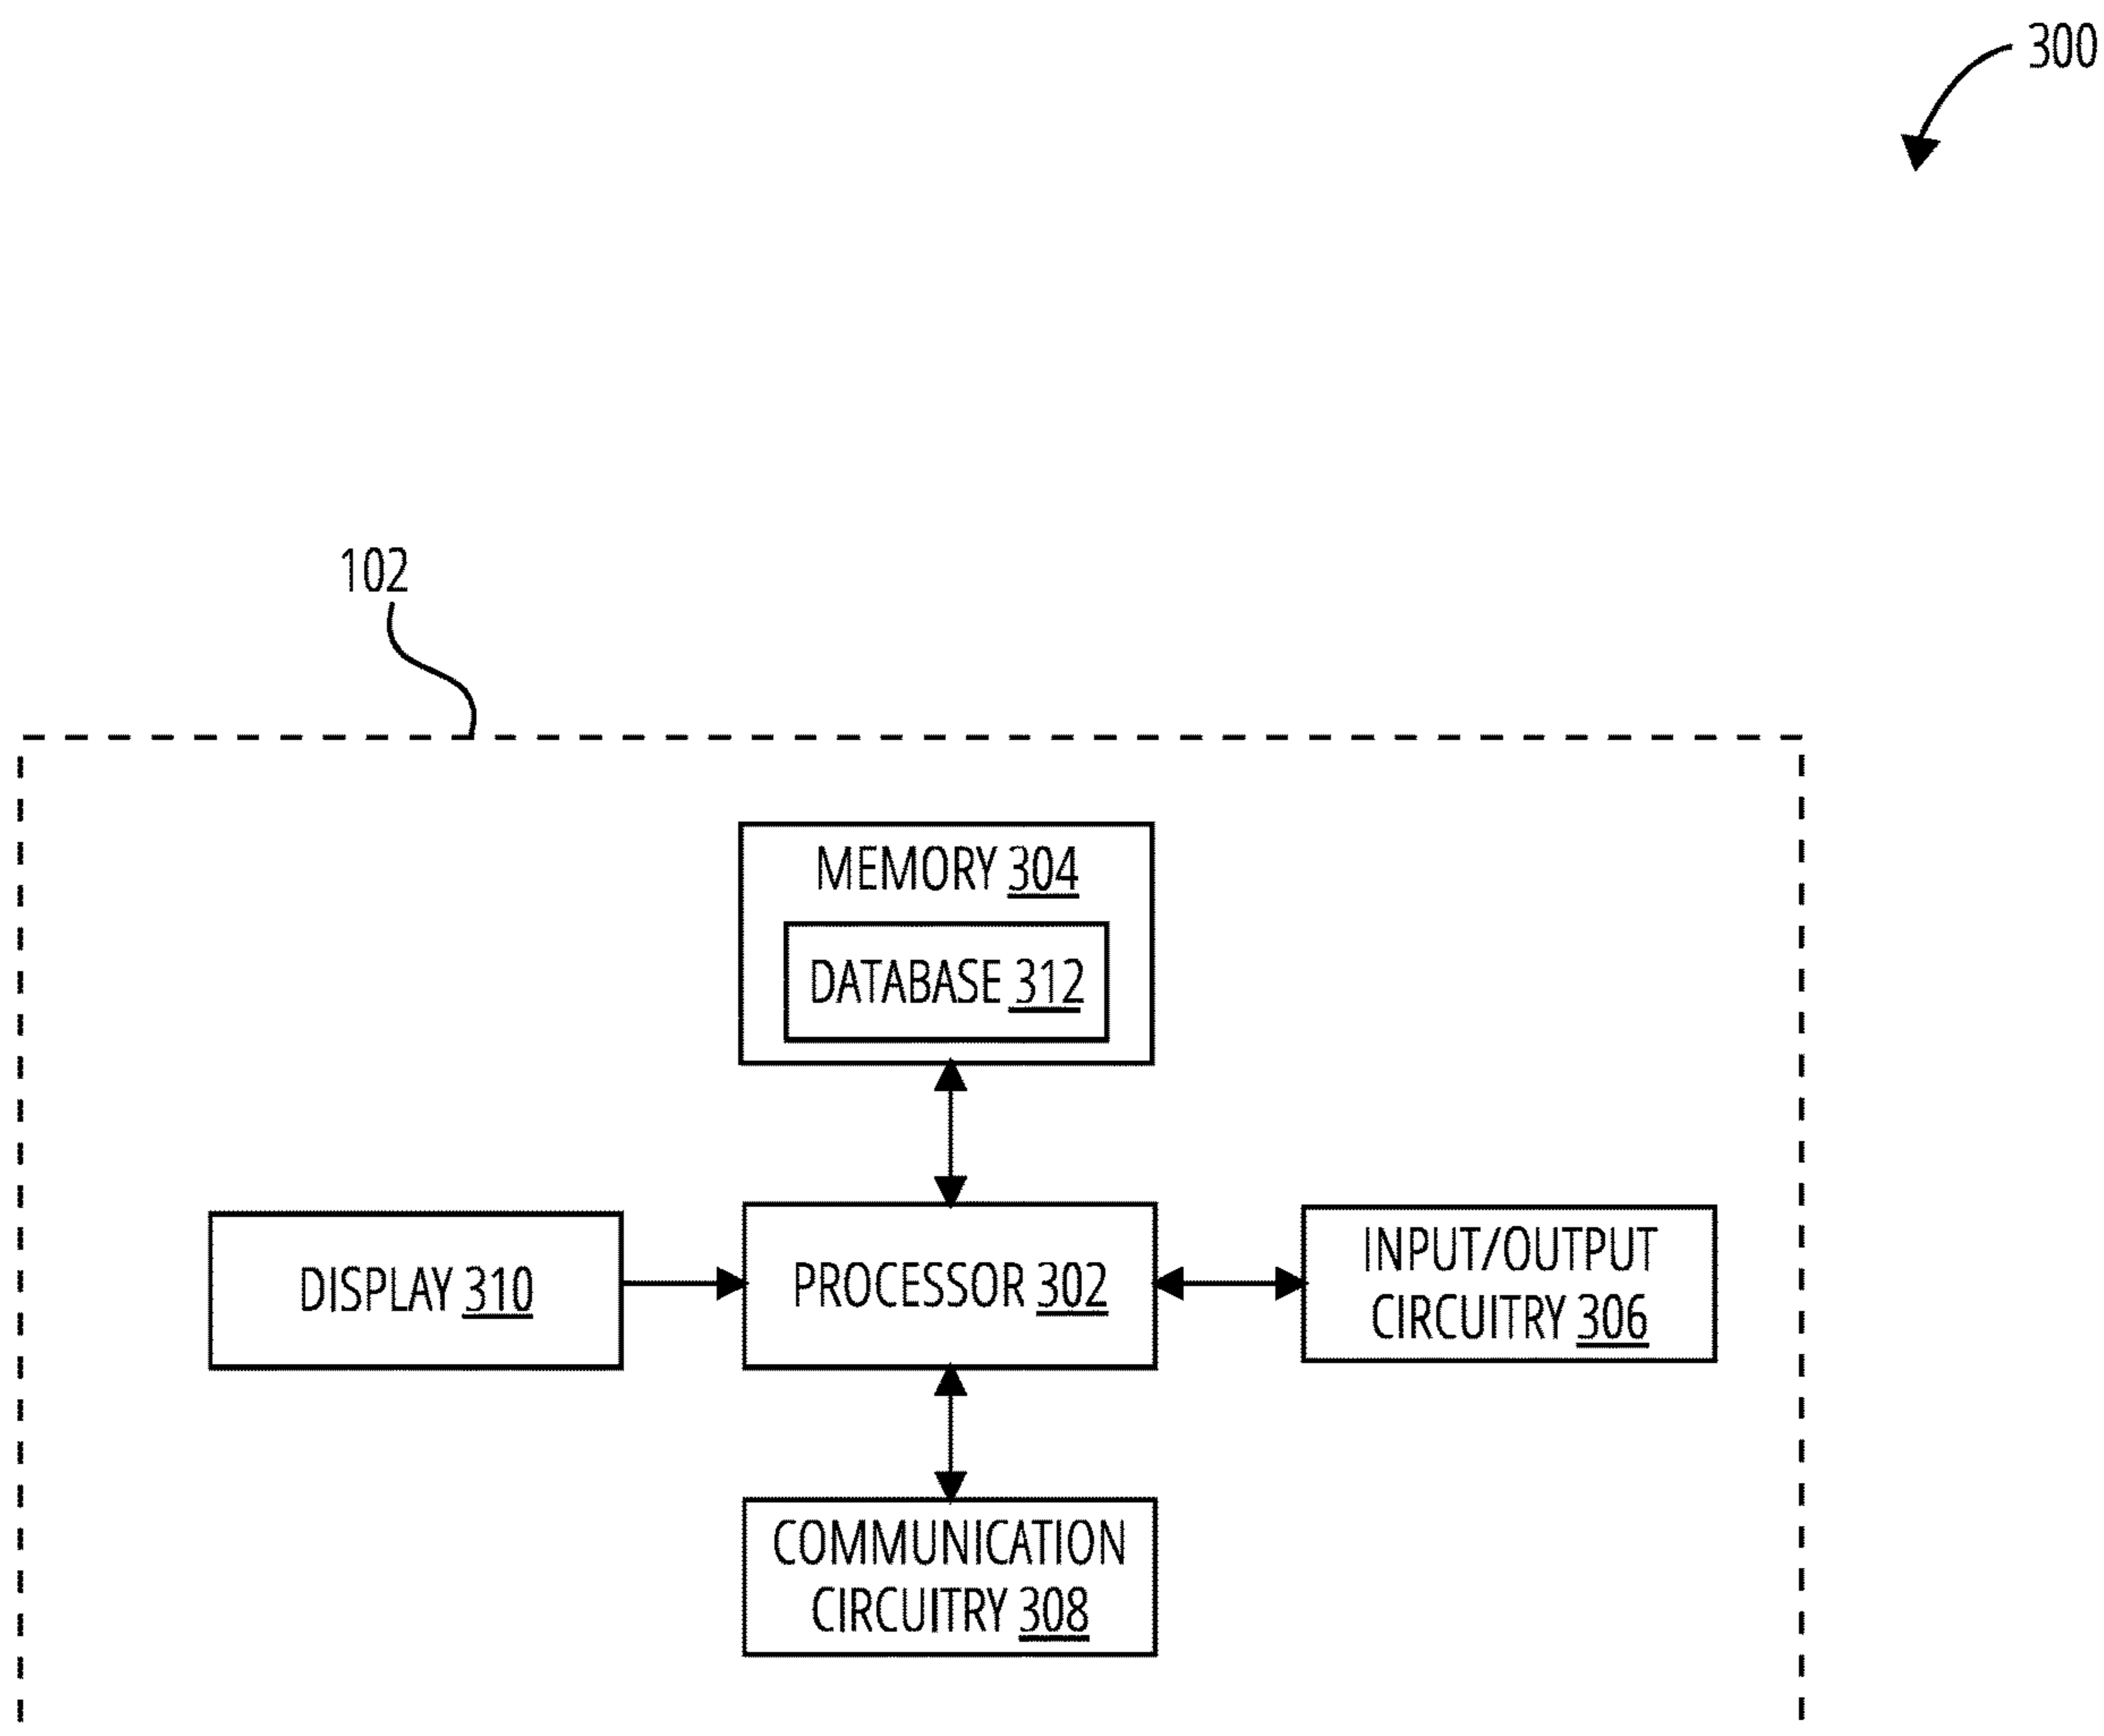 300
102
MEMORY 304
DATABASE 312
DISPLAY 310
PROCESSOR 302
INPUT/OUTPUT
CIRCUITRY 306
COMMUNICATION
CIRCUITRY 308